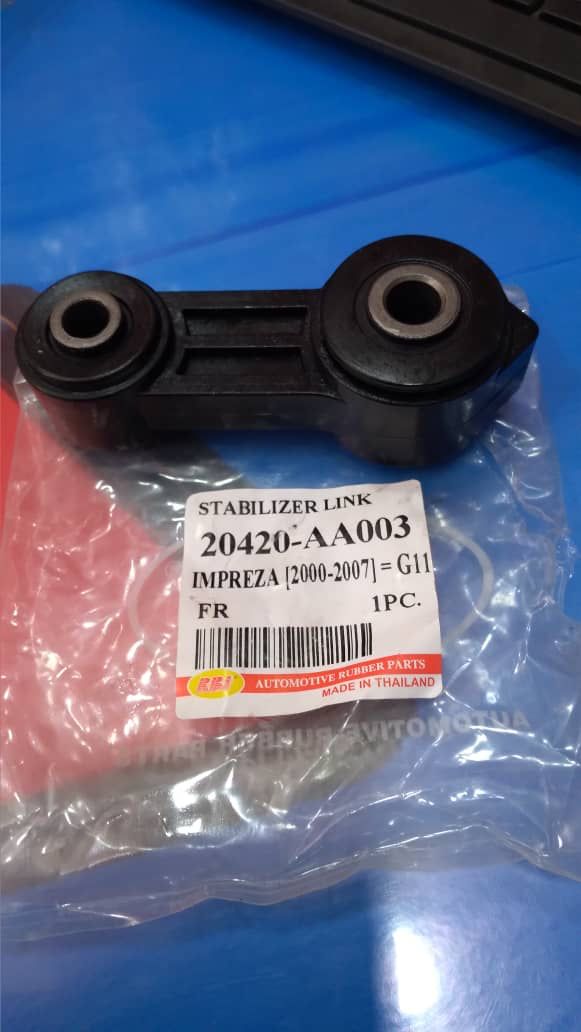 STABILIZER LINK
20420-AA003
IMPREZA [2000-2007] = G11
FR 1PC.
RBI AUTOMOTIVE RUBBER PARTS
MADE IN THAILAND
AUTOMOTIVE RUBBER PARTS